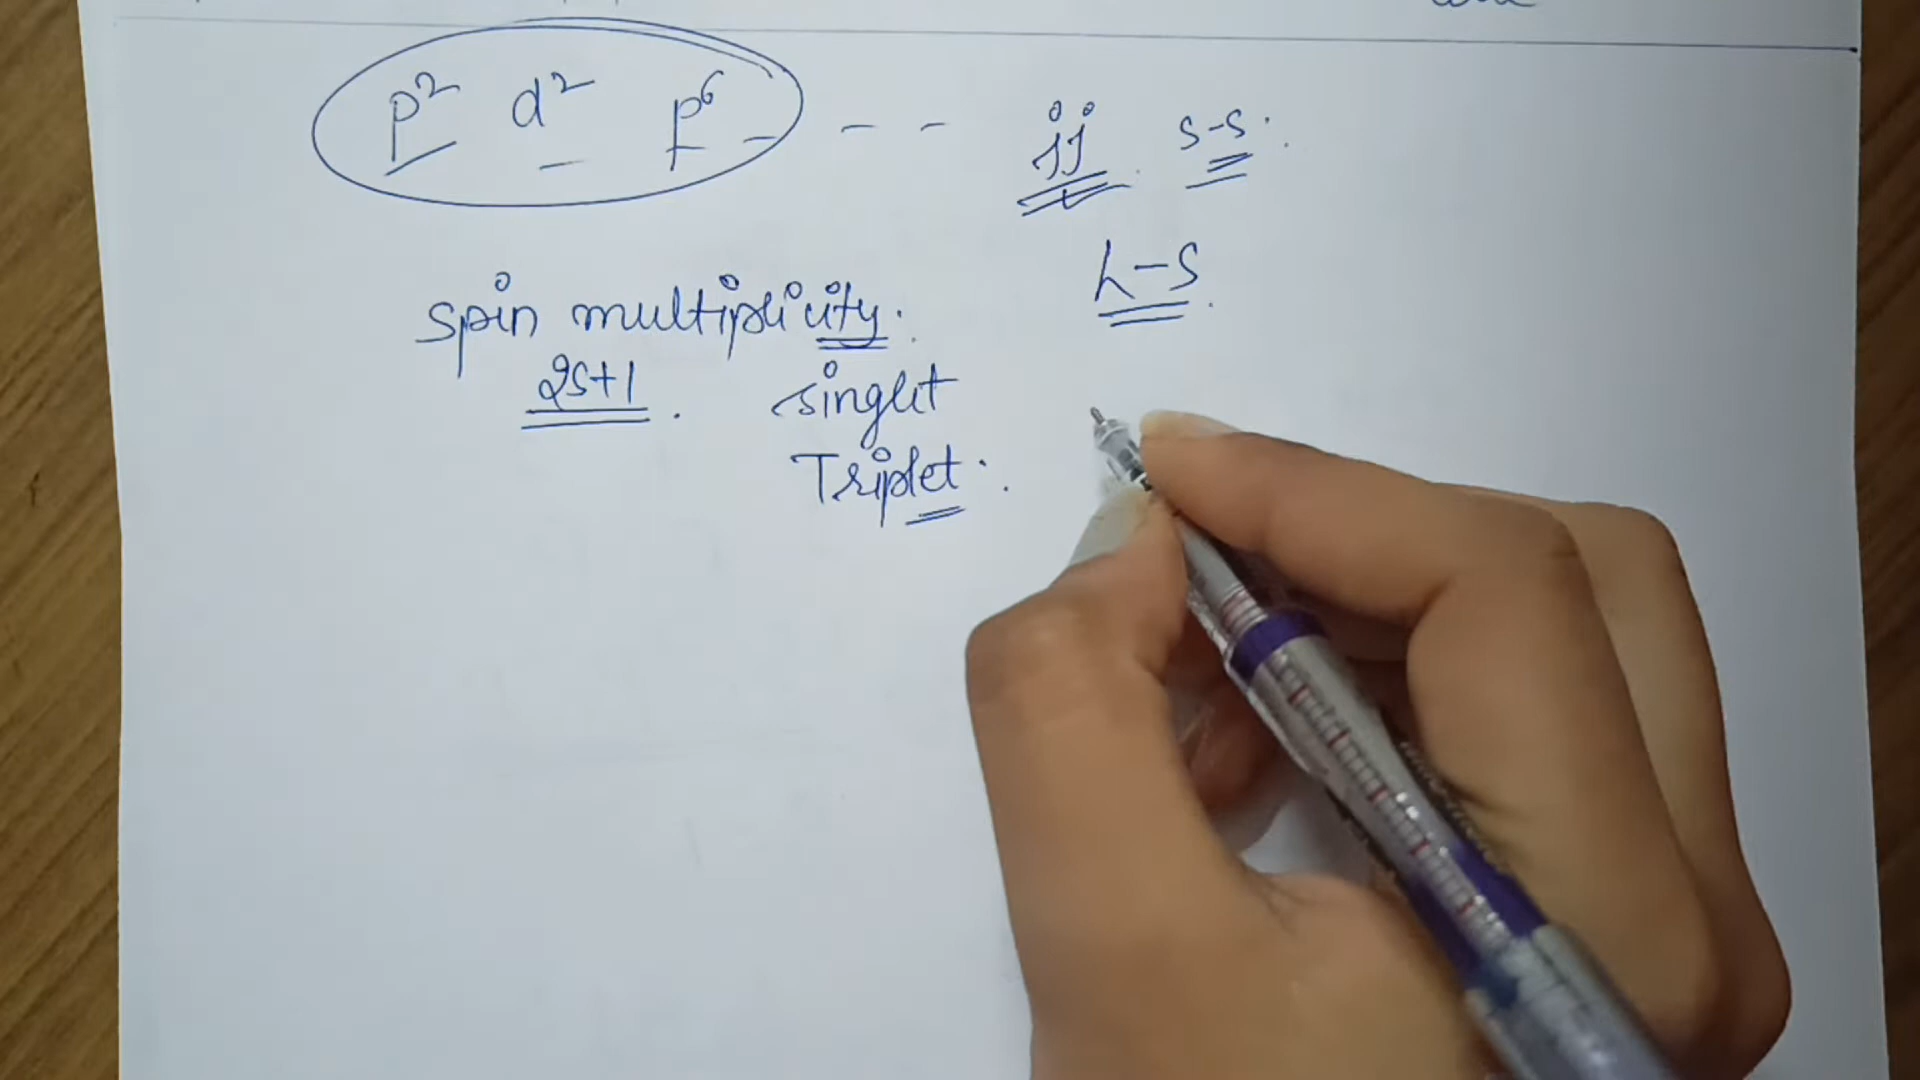 p² d² p⁶ - - - jj s-s.
L-S.
Spin multiplicity.
2S+1. singlet
Triplet.